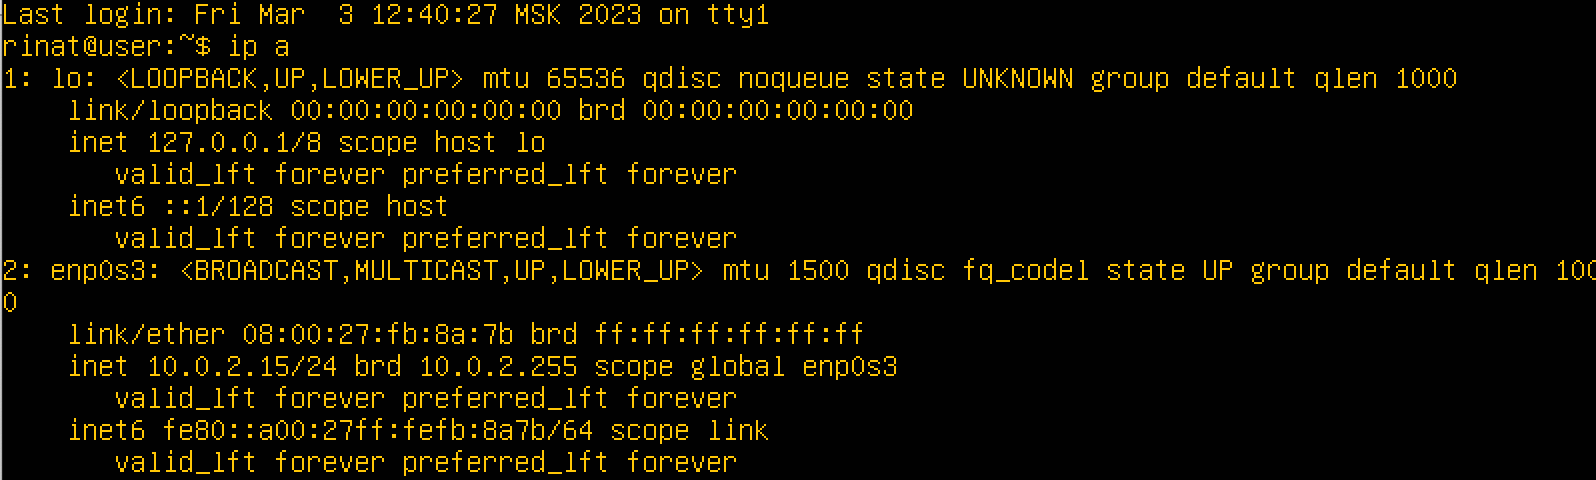 Last login: Fri Mar  3 12:40:27 MSK 2023 on tty1
rinat@user:~$ ip a
1: lo: <LOOPBACK,UP,LOWER_UP> mtu 65536 qdisc noqueue state UNKNOWN group default qlen 1000
    link/loopback 00:00:00:00:00:00 brd 00:00:00:00:00:00
    inet 127.0.0.1/8 scope host lo
       valid_lft forever preferred_lft forever
    inet6 ::1/128 scope host
       valid_lft forever preferred_lft forever
2: enp0s3: <BROADCAST,MULTICAST,UP,LOWER_UP> mtu 1500 qdisc fq_codel state UP group default qlen 100
0
    link/ether 08:00:27:fb:8a:7b brd ff:ff:ff:ff:ff:ff
    inet 10.0.2.15/24 brd 10.0.2.255 scope global enp0s3
       valid_lft forever preferred_lft forever
    inet6 fe80::a00:27ff:fefb:8a7b/64 scope link
       valid_lft forever preferred_lft forever